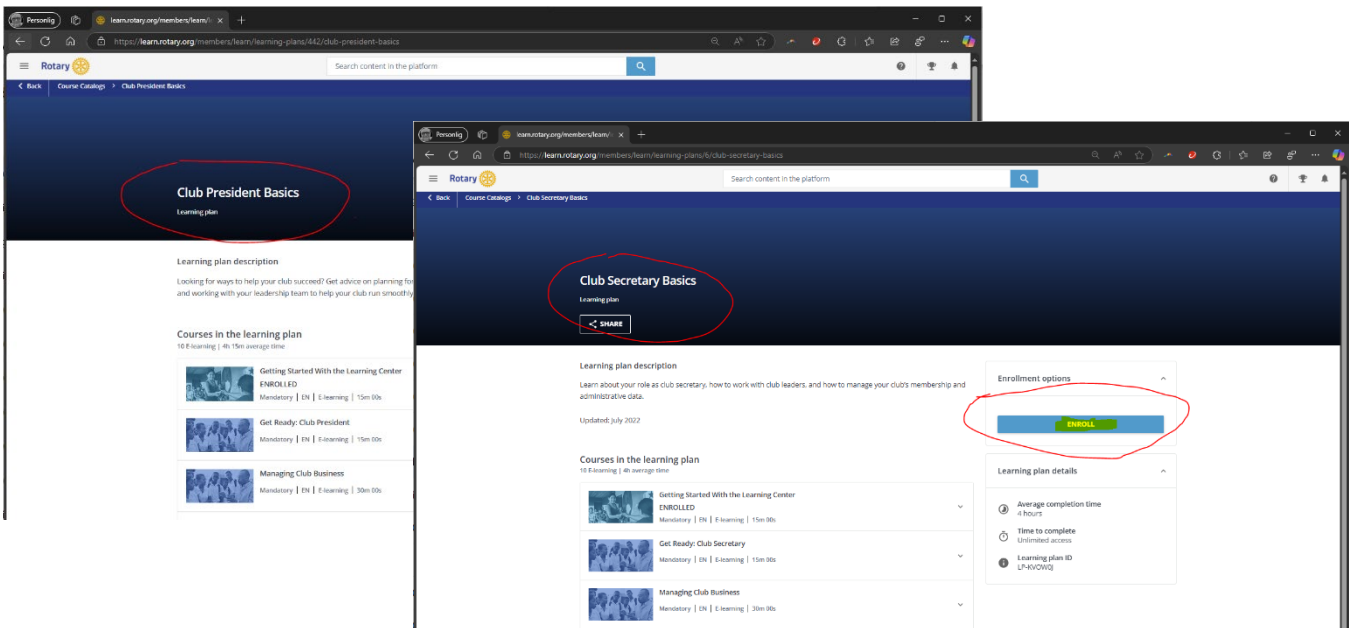 Personlig
learn.rotary.org/members/learn/l
https://learn.rotary.org/members/learn/learning-plans/442/club-president-basics
Rotary
Search content in the platform
Back Course Catalogs > Club President Basics
Club President Basics
Learning plan
Learning plan description
Looking for ways to help your club succeed? Get advice on planning for
and working with your leadership team to help your club run smoothly
Courses in the learning plan
10 E-learning | 4h 15m average time
Getting Started With the Learning Center
ENROLLED
Mandatory | EN | E-learning | 15m 00s
Get Ready: Club President
Mandatory | EN | E-learning | 15m 00s
Managing Club Business
Mandatory | EN | E-learning | 30m 00s
Personlig
learn.rotary.org/members/learn/
https://learn.rotary.org/members/learn/learning-plans/6/club-secretary-basics
Rotary
Search content in the platform
Back Course Catalogs > Club Secretary Basics
Club Secretary Basics
Learning plan
SHARE
Learning plan description
Learn about your role as club secretary, how to work with club leaders, and how to manage your club's membership and
administrative data.
Updated: July 2022
Courses in the learning plan
10 E-learning | 4h average time
Getting Started With the Learning Center
ENROLLED
Mandatory | EN | E-learning | 15m 00s
Get Ready: Club Secretary
Mandatory | EN | E-learning | 15m 00s
Managing Club Business
Mandatory | EN | E-learning | 30m 00s
Enrollment options
ENROLL
Learning plan details
Average completion time
4 hours
Time to complete
Unlimited access
Learning plan ID
LP-KVOW0J